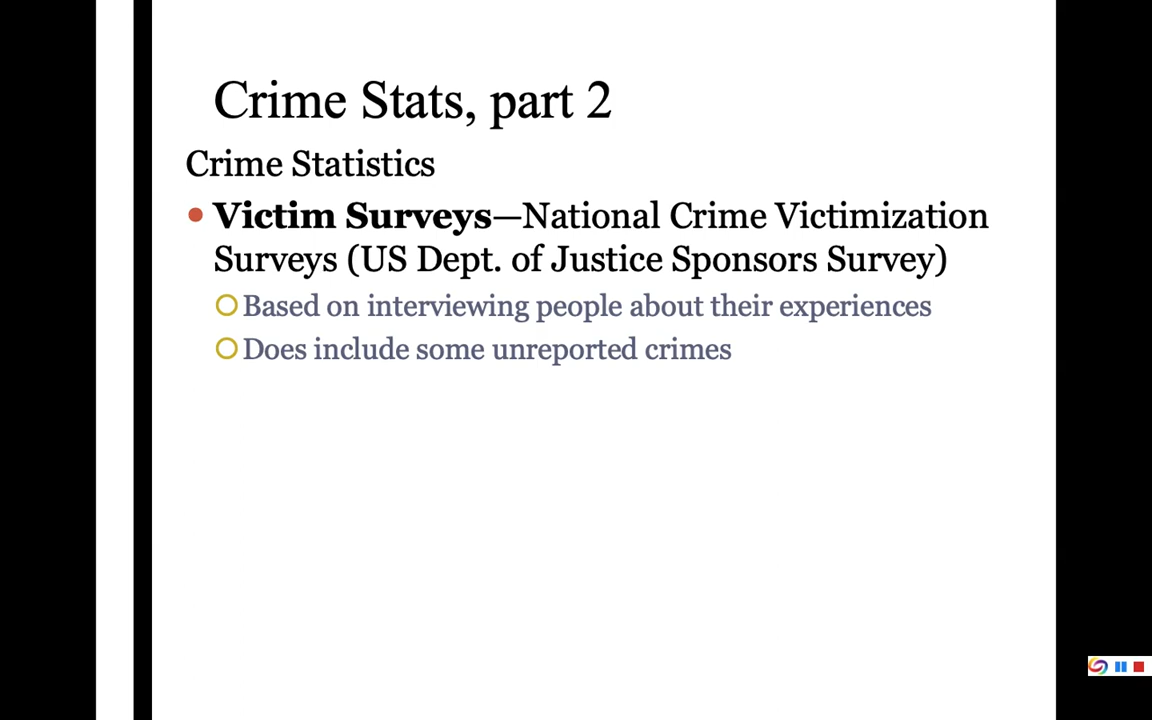 Crime Stats, part 2
Crime Statistics
Victim Surveys—National Crime Victimization
Surveys (US Dept. of Justice Sponsors Survey)
Based on interviewing people about their experiences
Does include some unreported crimes